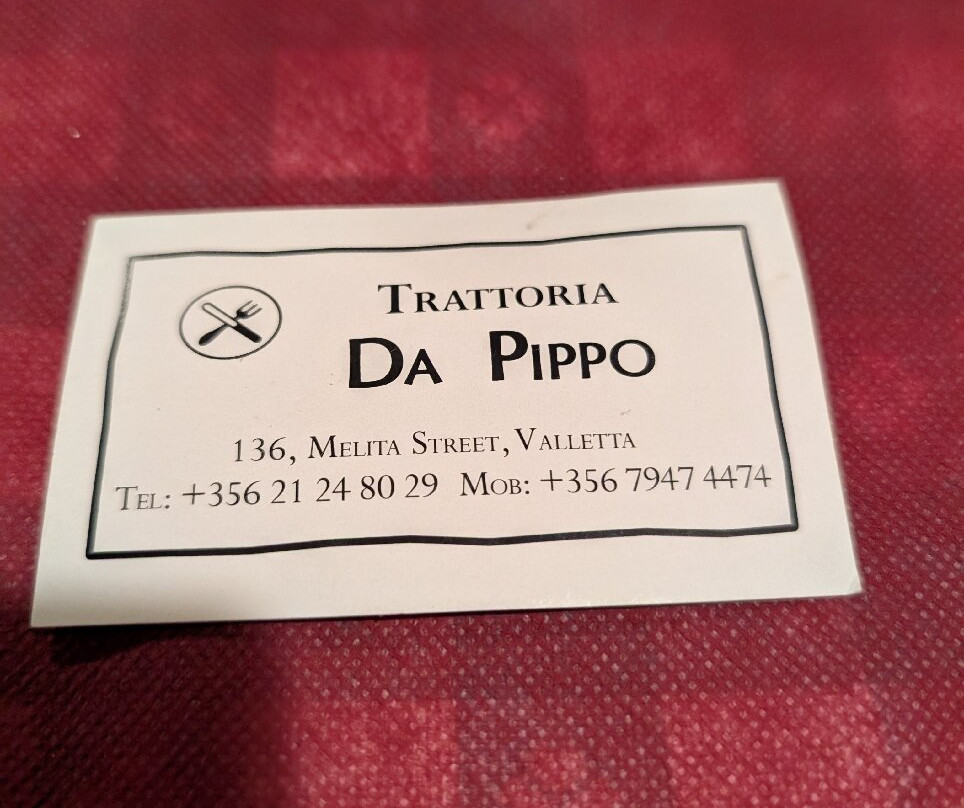 Trattoria
Da Pippo
136, Melita Street, Valletta
Tel: +356 21 24 80 29 Mob: +356 7947 4474